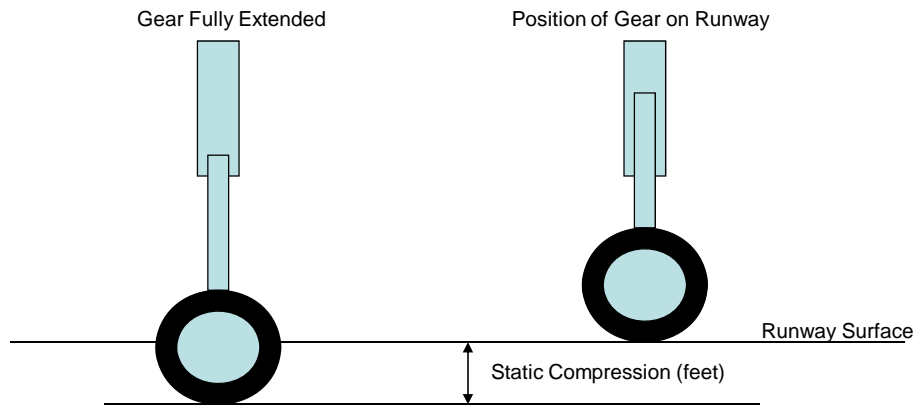 Gear Fully Extended
Position of Gear on Runway
Runway Surface
Static Compression (feet)